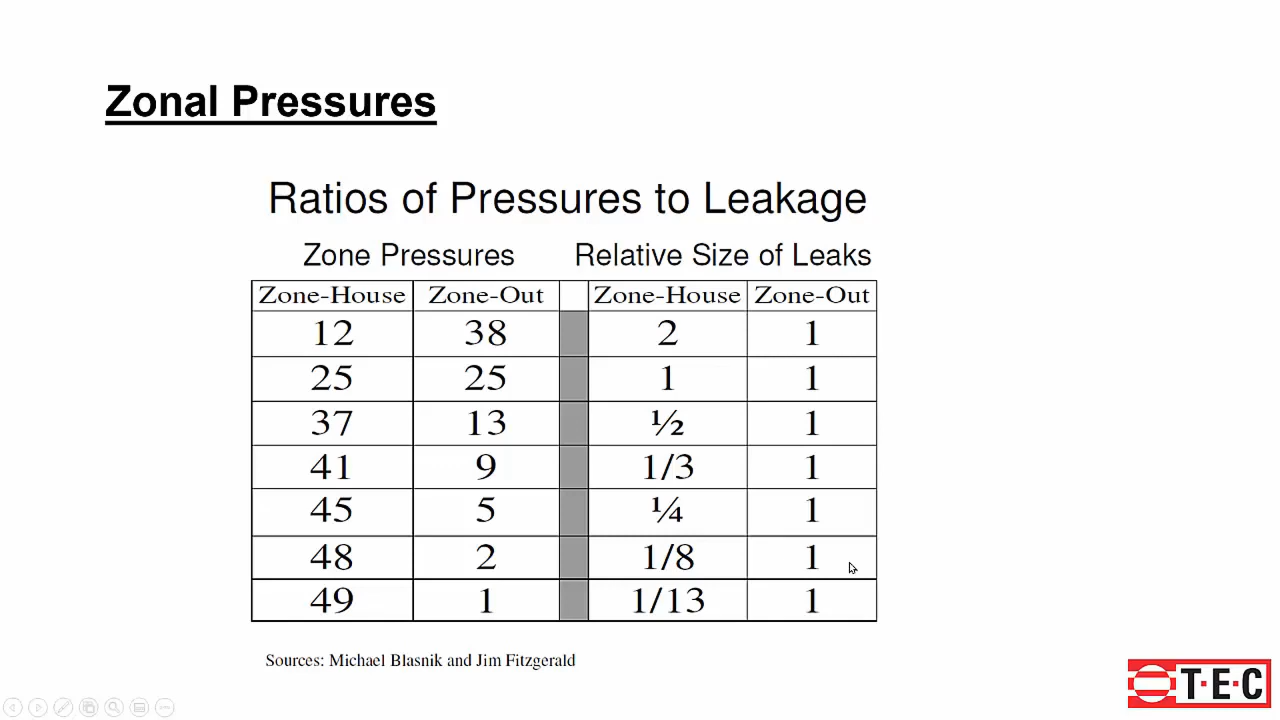 Zonal Pressures
Ratios of Pressures to Leakage
Zone Pressures Relative Size of Leaks
Zone-House Zone-Out Zone-House Zone-Out
12 38 2 1
25 25 1 1
37 13 ½ 1
41 9 1/3 1
45 5 ¼ 1
48 2 1/8 1
49 1 1/13 1
Sources: Michael Blasnik and Jim Fitzgerald
T·E·C